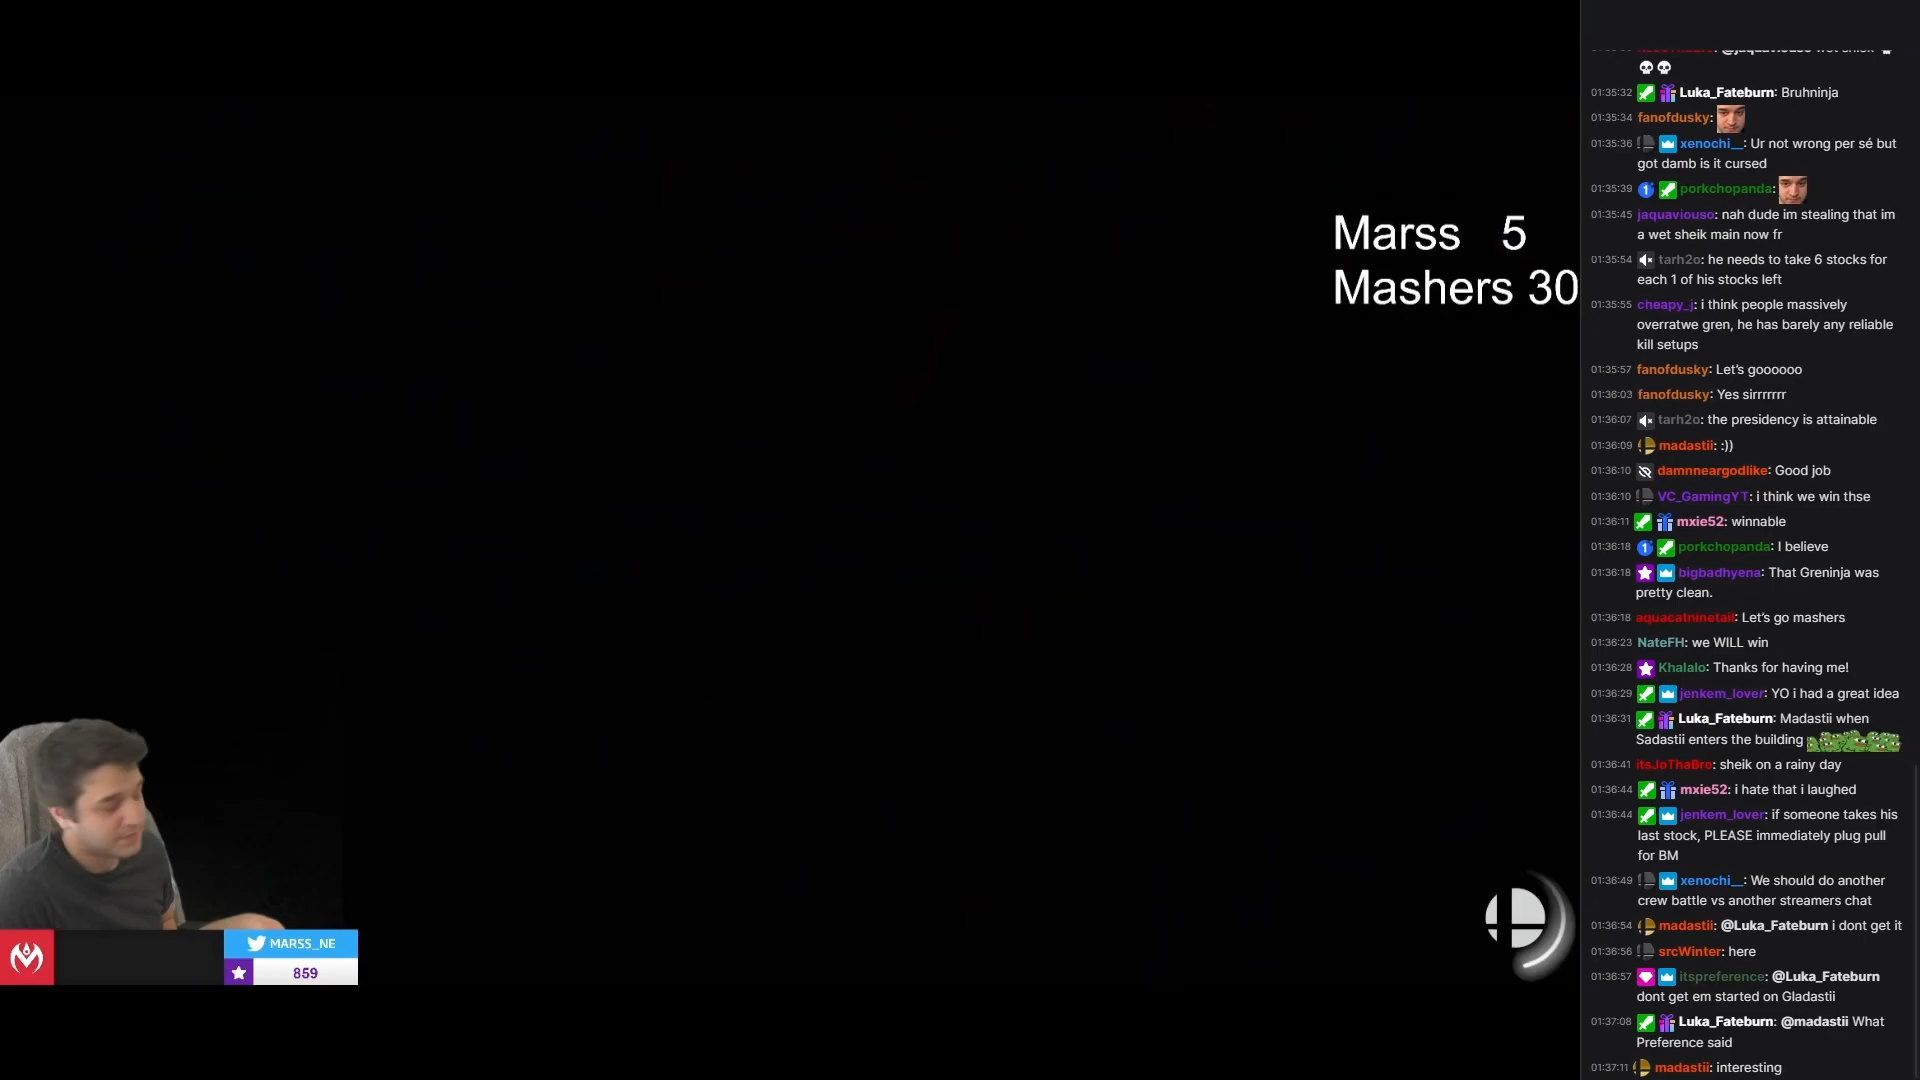 Marss 5
Mashers 30
MARSS_NE
859
01:35:32 Luka_Fateburn: Bruhninja
01:35:34 fanofdusky:
01:35:36 xenochi__: Ur not wrong per sé but
got damb is it cursed
01:35:39 porkchopanda:
01:35:45 jaquaviouso: nah dude im stealing that im
a wet sheik main now fr
01:35:54 tarh2o: he needs to take 6 stocks for
each 1 of his stocks left
01:35:55 cheapy_j: i think people massively
overratwe gren, he has barely any reliable
kill setups
01:35:57 fanofdusky: Let's goooooo
01:36:03 fanofdusky: Yes sirrrrrrr
01:36:07 tarh2o: the presidency is attainable
01:36:09 madastii: :))
01:36:10 damnneargodlike: Good job
01:36:10 VC_GamingYT: i think we win thse
01:36:11 mxie52: winnable
01:36:18 porkchopanda: I believe
01:36:18 bigbadhyena: That Greninja was
pretty clean.
01:36:18 aquacatninetail: Let's go mashers
01:36:23 NateFH: we WILL win
01:36:28 Khalalo: Thanks for having me!
01:36:29 jenkem_lover: YO i had a great idea
01:36:31 Luka_Fateburn: Madastii when
Sadastii enters the building
01:36:41 itsJoThaBro: sheik on a rainy day
01:36:44 mxie52: i hate that i laughed
01:36:44 jenkem_lover: if someone takes his
last stock, PLEASE immediately plug pull
for BM
01:36:49 xenochi__: We should do another
crew battle vs another streamers chat
01:36:54 madastii: @Luka_Fateburn i dont get it
01:36:56 srcWinter: here
01:36:57 itspreference: @Luka_Fateburn
dont get em started on Gladastii
01:37:08 Luka_Fateburn: @madastii What
Preference said
01:37:11 madastii: interesting